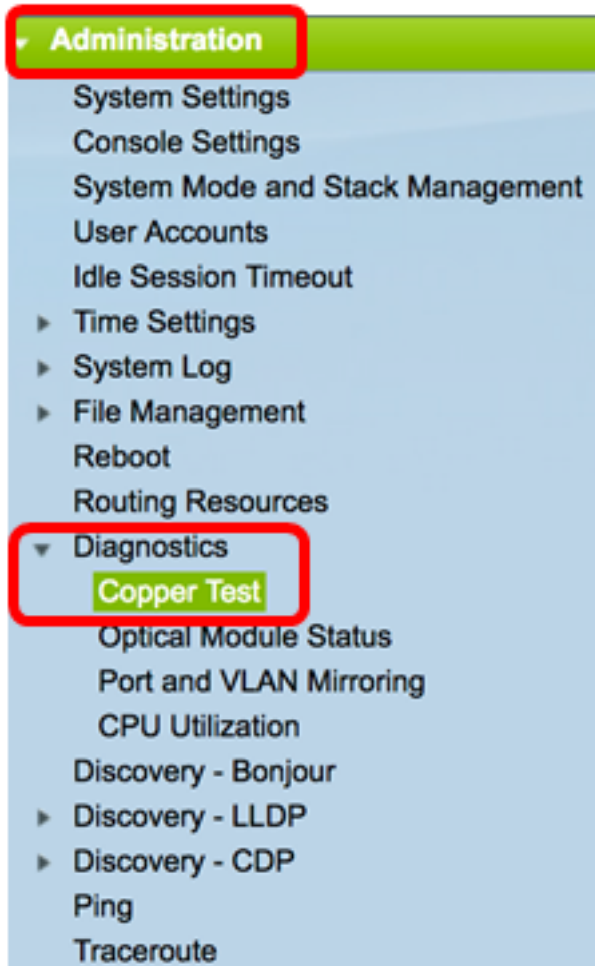 Administration
System Settings
Console Settings
System Mode and Stack Management
User Accounts
Idle Session Timeout
Time Settings
System Log
File Management
Reboot
Routing Resources
Diagnostics
Copper Test
Optical Module Status
Port and VLAN Mirroring
CPU Utilization
Discovery - Bonjour
Discovery - LLDP
Discovery - CDP
Ping
Traceroute